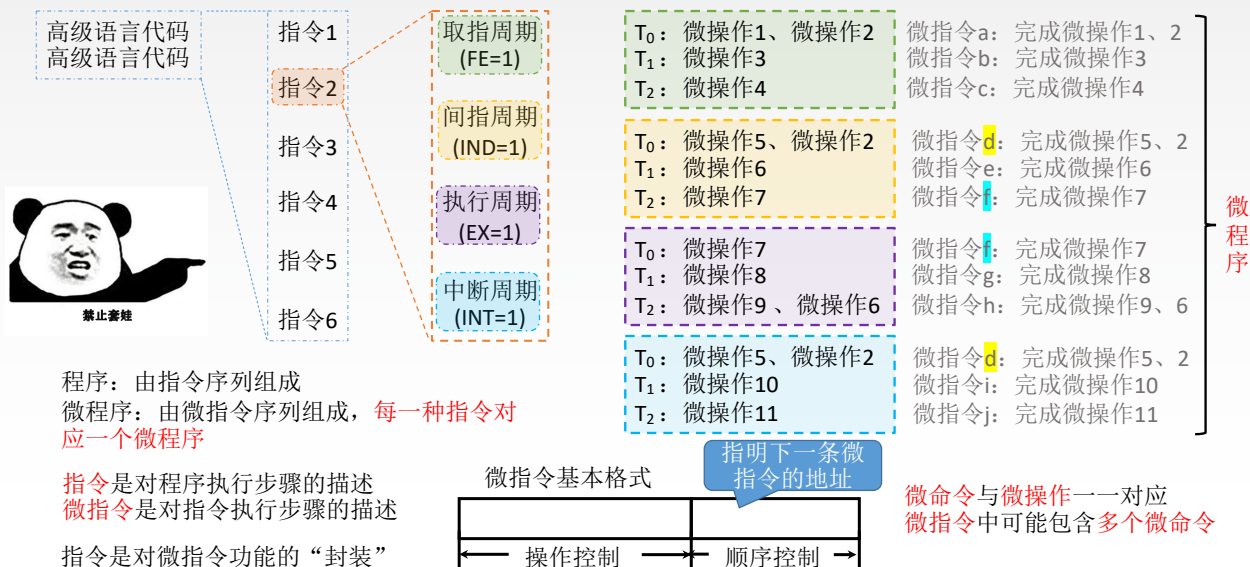 高级语言代码
高级语言代码
指令1
指令2
指令3
指令4
指令5
指令6
取指周期
(FE=1)
间指周期
(IND=1)
执行周期
(EX=1)
中断周期
(INT=1)
T₀：微操作1、微操作2
T₁：微操作3
T₂：微操作4
T₀：微操作5、微操作2
T₁：微操作6
T₂：微操作7
T₀：微操作7
T₁：微操作8
T₂：微操作9 、微操作6
T₀：微操作5、微操作2
T₁：微操作10
T₂：微操作11
微指令a：完成微操作1、2
微指令b：完成微操作3
微指令c：完成微操作4
微指令d：完成微操作5、2
微指令e：完成微操作6
微指令f：完成微操作7
微指令f：完成微操作7
微指令g：完成微操作8
微指令h：完成微操作9、6
微指令d：完成微操作5、2
微指令i：完成微操作10
微指令j：完成微操作11
微
程
序
禁止套娃
程序：由指令序列组成
微程序：由微指令序列组成，每一种指令对
应一个微程序
指令是对程序执行步骤的描述
微指令是对指令执行步骤的描述
指令是对微指令功能的“封装”
微指令基本格式
指明下一条微
指令的地址
操作控制
顺序控制
微命令与微操作一一对应
微指令中可能包含多个微命令